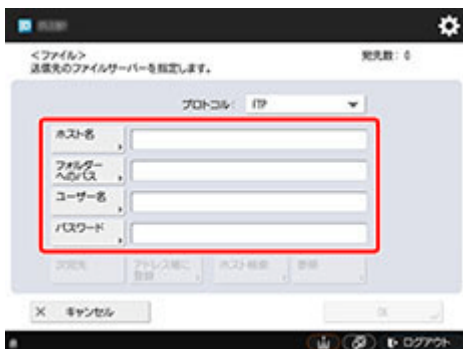 <ファイル>
送信先のファイルサーバーを指定します。
宛先数: 0
プロトコル: FTP
ホスト名
フォルダー
へのパス
ユーザー名
パスワード
次宛先
アドレス帳に
登録
ホスト検索
参照
キャンセル
OK
ログアウト